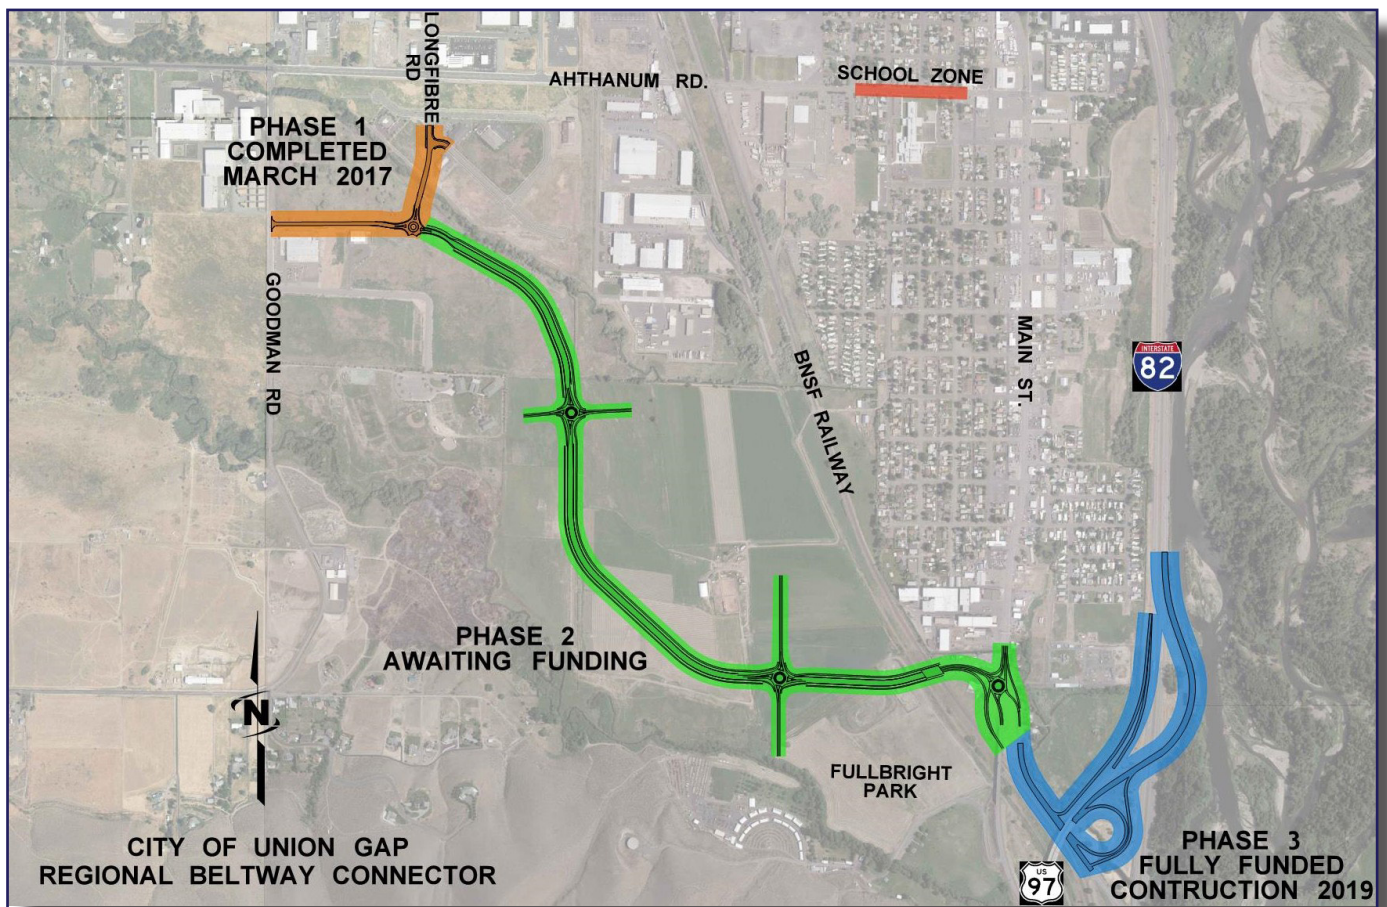 LONGFIBRE
RD
AHTHANUM RD.
SCHOOL ZONE
PHASE 1
COMPLETED
MARCH 2017
GOODMAN RD
BNSF RAILWAY
MAIN ST.
INTERSTATE
82
PHASE 2
AWAITING FUNDING
N
FULLBRIGHT
PARK
CITY OF UNION GAP
REGIONAL BELTWAY CONNECTOR
US
97
PHASE 3
FULLY FUNDED
CONTRUCTION 2019